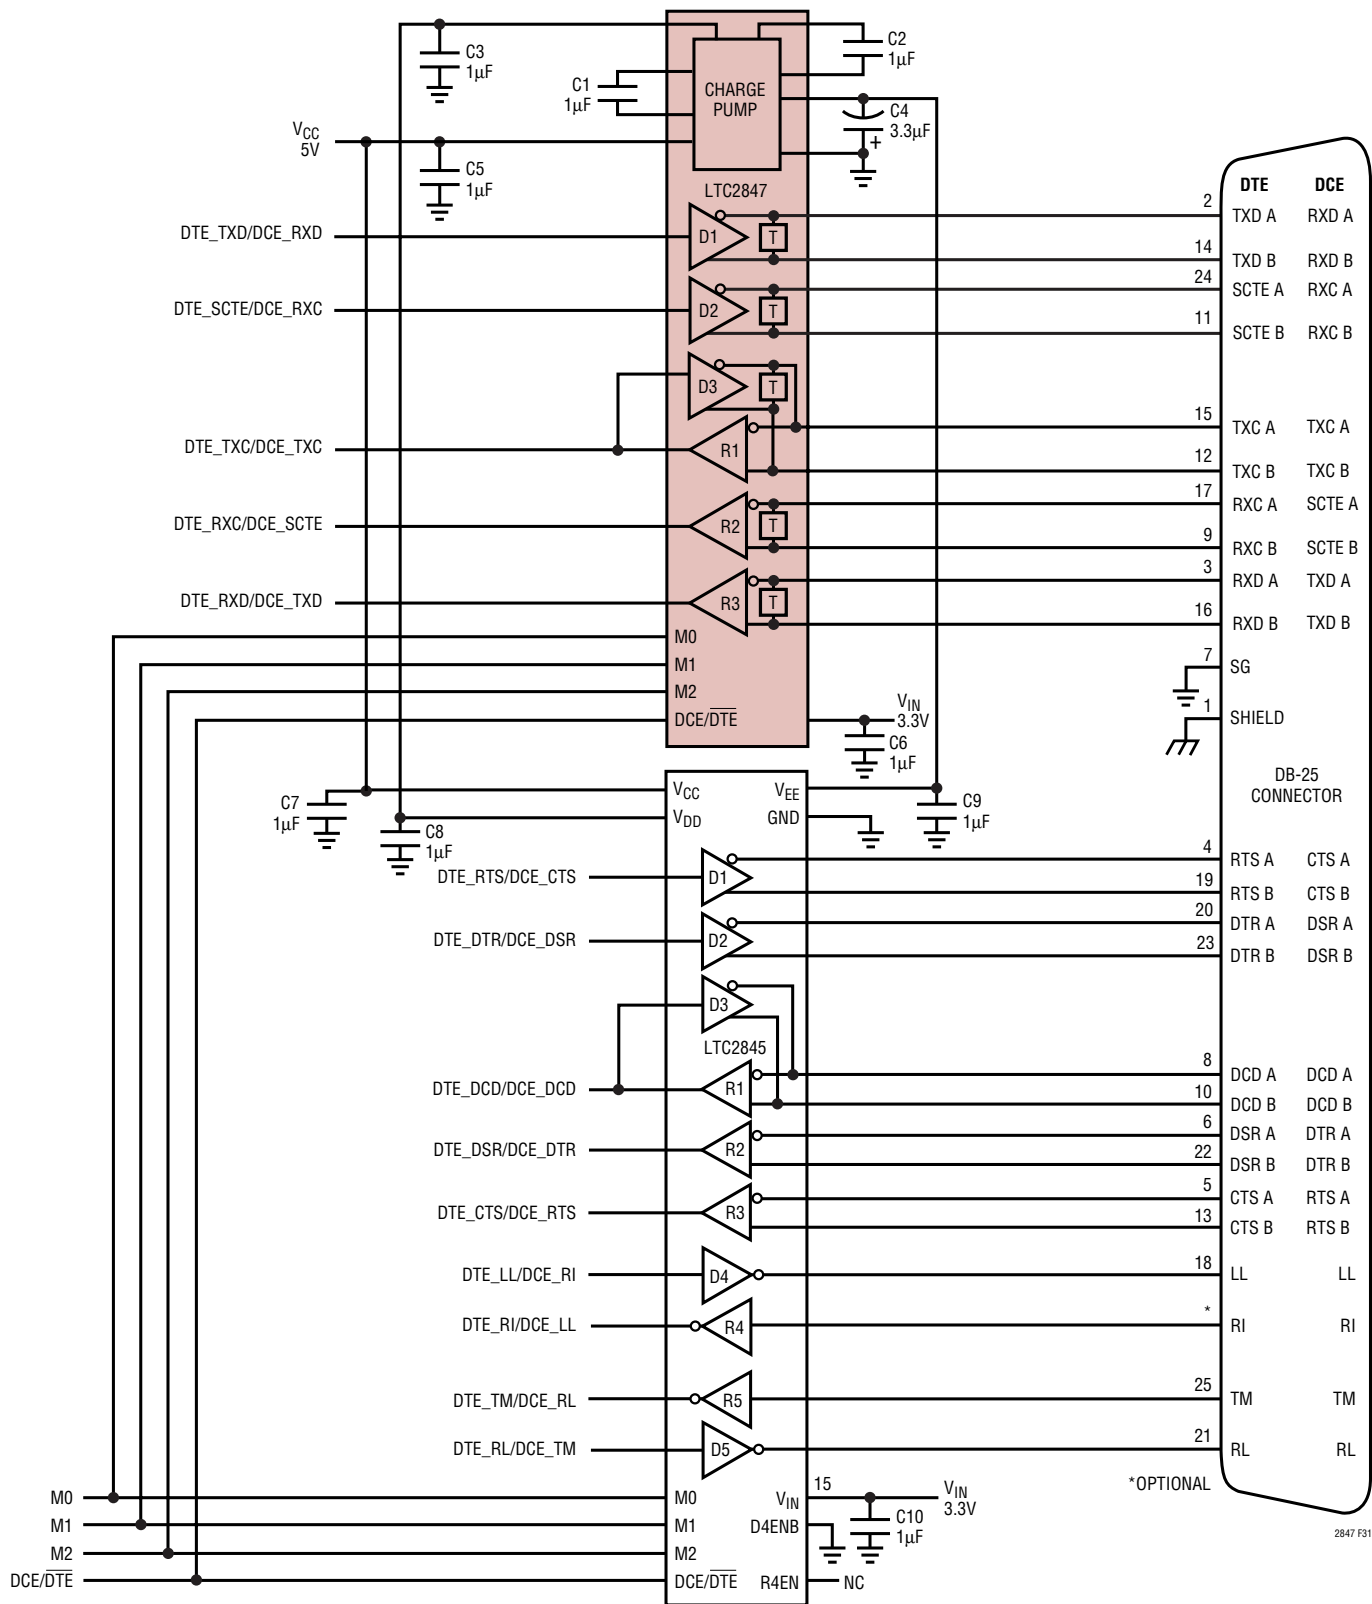 C3
1µF
C1
1µF
CHARGE
PUMP
C2
1µF
C4
3.3µF
+
VCC
5V
C5
1µF
LTC2847
DTE DCE
DTE_TXD/DCE_RXD D1 T 2 TXD A RXD A
14 TXD B RXD B
DTE_SCTE/DCE_RXC D2 T 24 SCTE A RXC A
11 SCTE B RXC B
D3 T
DTE_TXC/DCE_TXC R1 15 TXC A TXC A
12 TXC B TXC B
DTE_RXC/DCE_SCTE R2 T 17 RXC A SCTE A
9 RXC B SCTE B
DTE_RXD/DCE_TXD R3 T 3 RXD A TXD A
16 RXD B TXD B
M0
M1
M2
DCE/DTE
7 SG
1 SHIELD
VIN
3.3V
C6
1µF
DB-25
CONNECTOR
C7
1µF
C8
1µF
VCC
VDD
VEE
GND
C9
1µF
DTE_RTS/DCE_CTS D1 4 RTS A CTS A
19 RTS B CTS B
DTE_DTR/DCE_DSR D2 20 DTR A DSR A
23 DTR B DSR B
D3
LTC2845
DTE_DCD/DCE_DCD R1 8 DCD A DCD A
10 DCD B DCD B
DTE_DSR/DCE_DTR R2 6 DSR A DTR A
22 DSR B DTR B
DTE_CTS/DCE_RTS R3 5 CTS A RTS A
13 CTS B RTS B
DTE_LL/DCE_RI D4 18 LL LL
DTE_RI/DCE_LL R4 * RI RI
DTE_TM/DCE_RL R5 25 TM TM
DTE_RL/DCE_TM D5 21 RL RL
*OPTIONAL
M0 M0 VIN 15 VIN
3.3V
M1 M1 D4ENB C10
1µF
M2 M2
DCE/DTE DCE/DTE R4EN NC
2847 F31